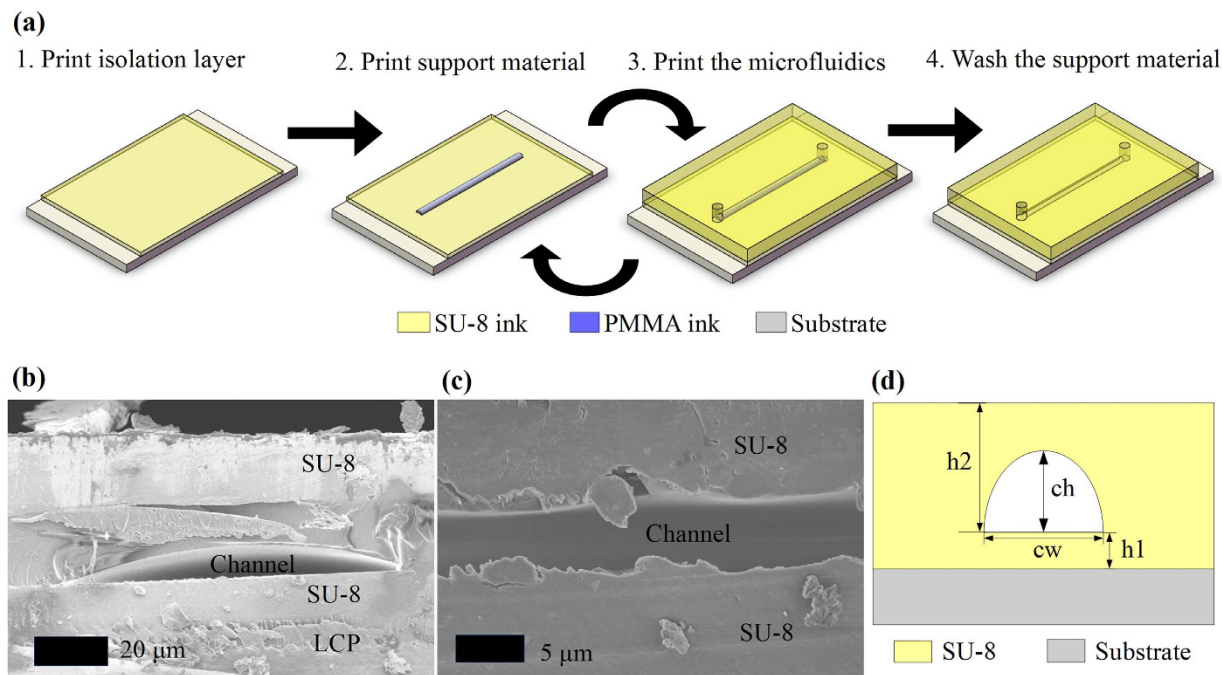 (a)
1. Print isolation layer
2. Print support material
3. Print the microfluidics
4. Wash the support material
SU-8 ink
PMMA ink
Substrate
(b)
SU-8
Channel
SU-8
LCP
20 μm
(c)
SU-8
Channel
SU-8
5 μm
(d)
h2
ch
cw
h1
SU-8
Substrate